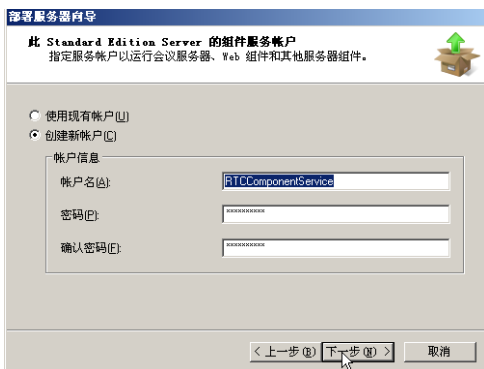 部署服务器向导
此 Standard Edition Server 的组件服务帐户
指定服务帐户以运行会议服务器、Web 组件和其他服务器组件。
使用现有帐户(U)
创建新帐户(C)
帐户信息
帐户名(A):
RTCComponentService
密码(P):
**********
确认密码(F):
**********
< 上一步(B)
下一步(N) >
取消